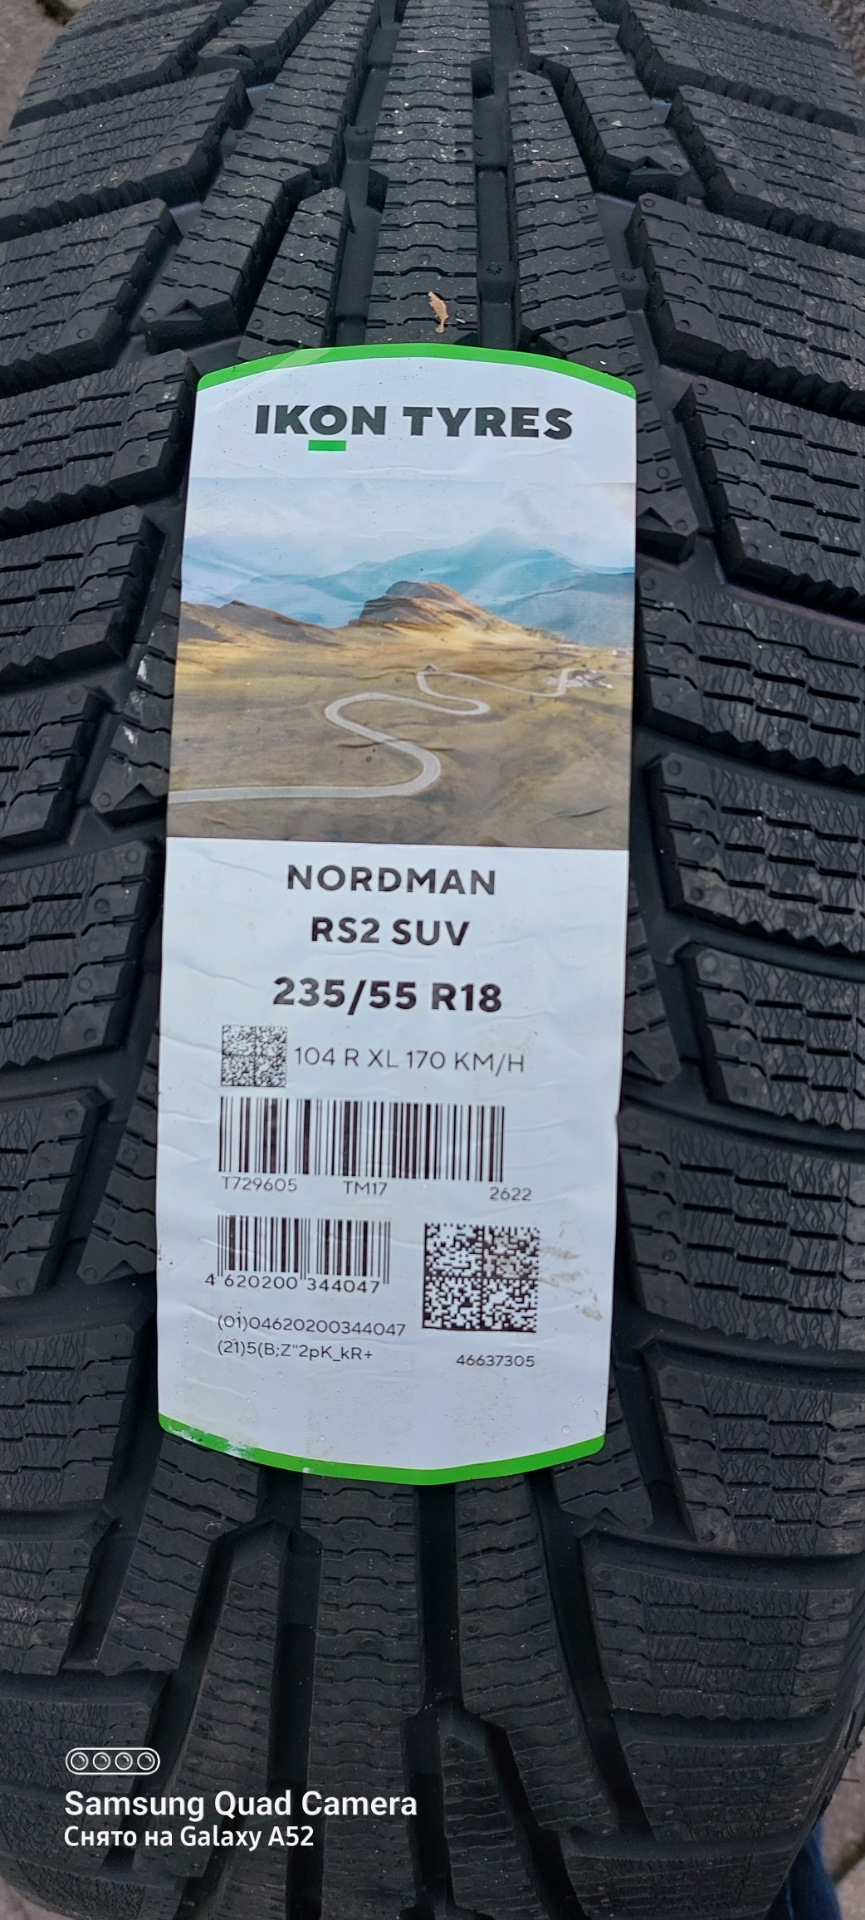 IKON TYRES
NORDMAN
RS2 SUV
235/55 R18
104 R XL 170 KM/H
T729605 TM17 2622
4 620200 344047
(01)04620200344047
(21)5(B;Z"2pK_kR+
46637305
Samsung Quad Camera
Снято на Galaxy A52